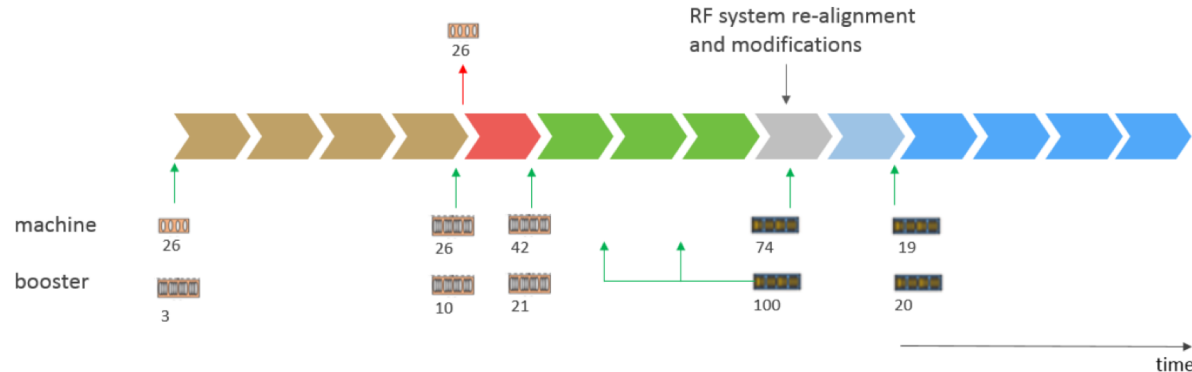 RF system re-alignment
and modifications
26
machine
26
26
42
74
19
booster
3
10
21
100
20
time